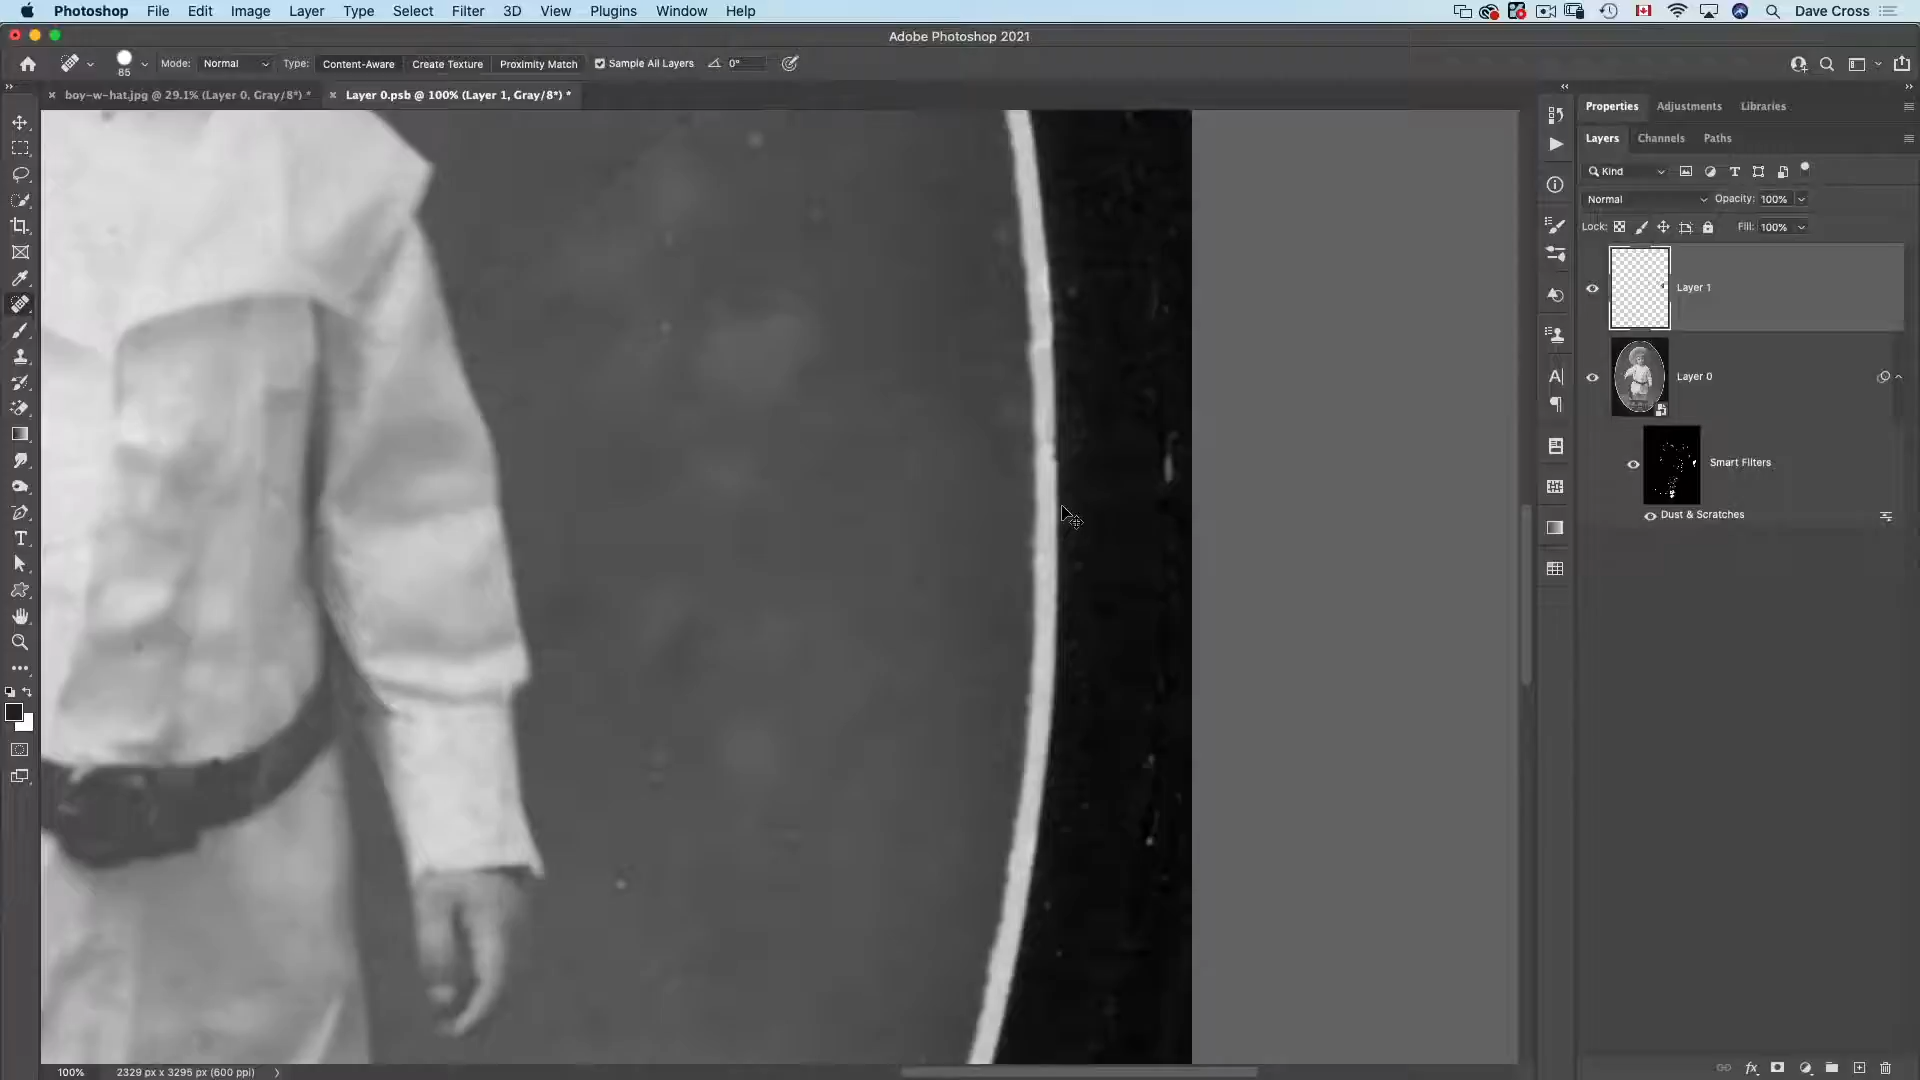 Photoshop File Edit Image Layer Type Select Filter 3D View Plugins Window Help Dave Cross
Adobe Photoshop 2021
85 Mode: Normal Type: Content-Aware Create Texture Proximity Match Sample All Layers 0°
boy-w-hat.jpg @ 29.1% (Layer 0, Gray/8*) *
Layer 0.psb @ 100% (Layer 1, Gray/8*) *
Properties Adjustments Libraries
Layers Channels Paths
Kind
Normal Opacity: 100%
Lock: Fill: 100%
Layer 1
Layer 0
Smart Filters
Dust & Scratches
100% 2329 px x 3295 px (600 ppi)